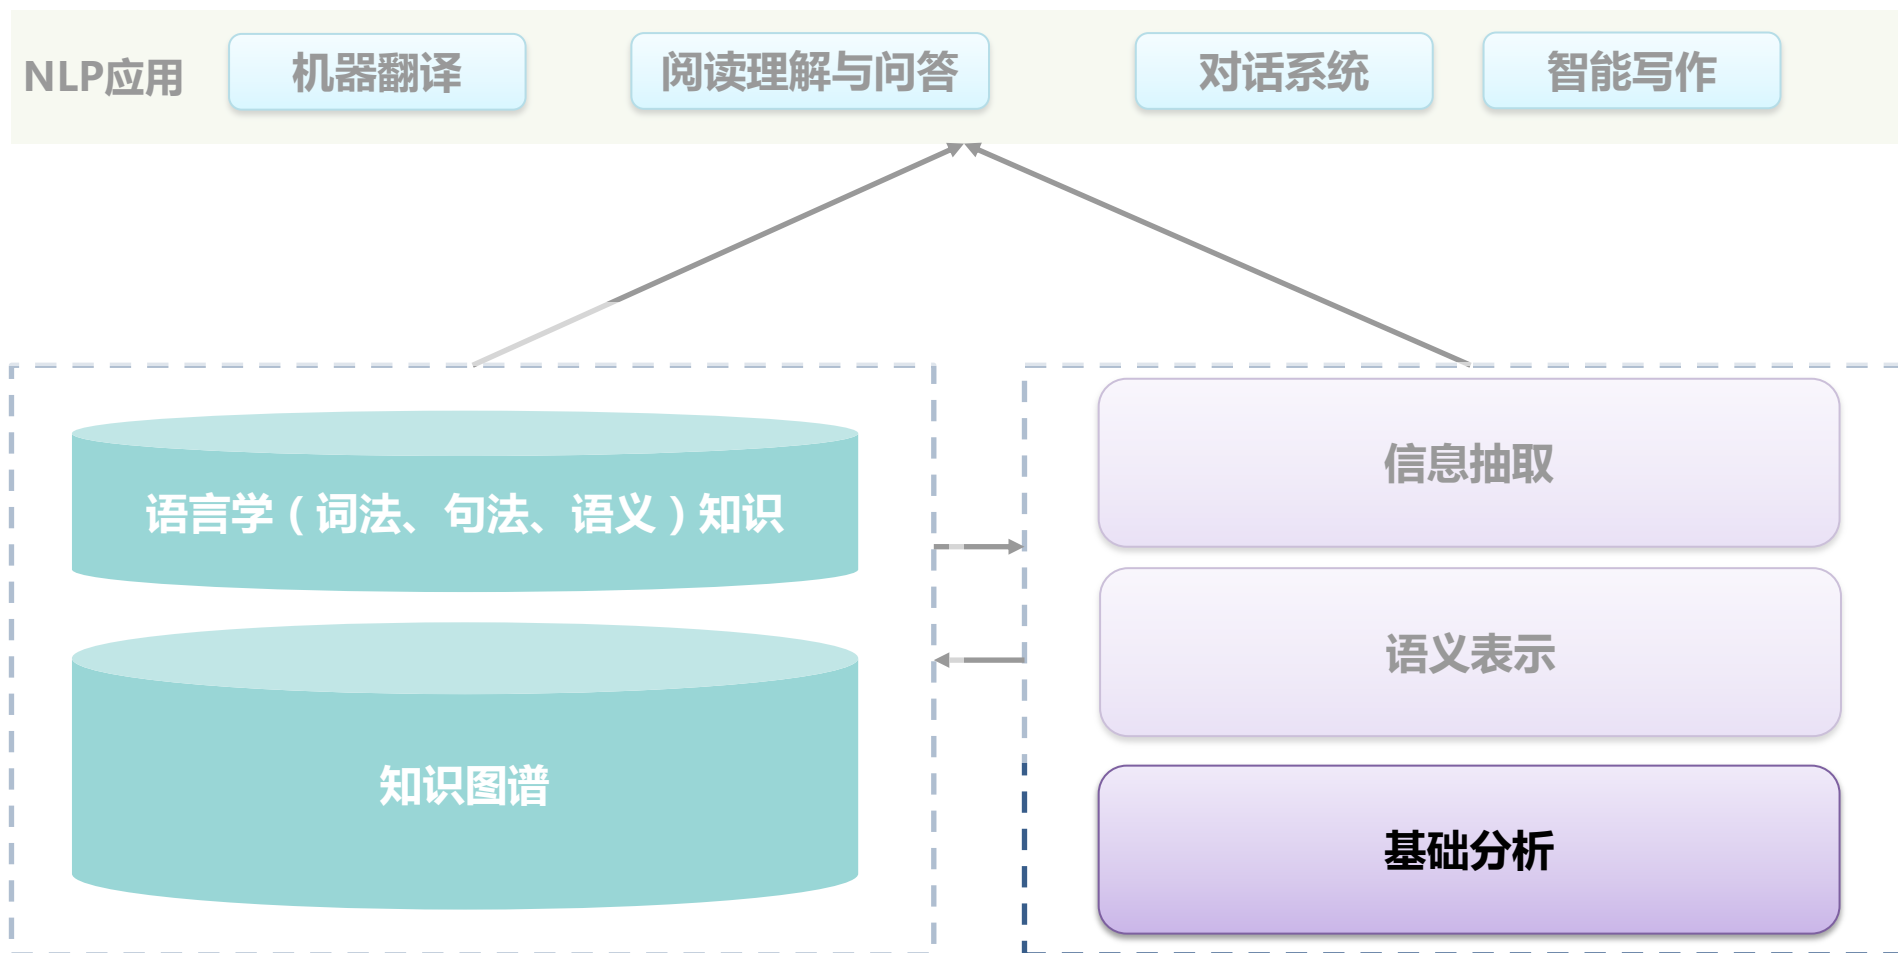 NLP应用
机器翻译
阅读理解与问答
对话系统
智能写作
语言学（词法、句法、语义）知识
知识图谱
信息抽取
语义表示
基础分析